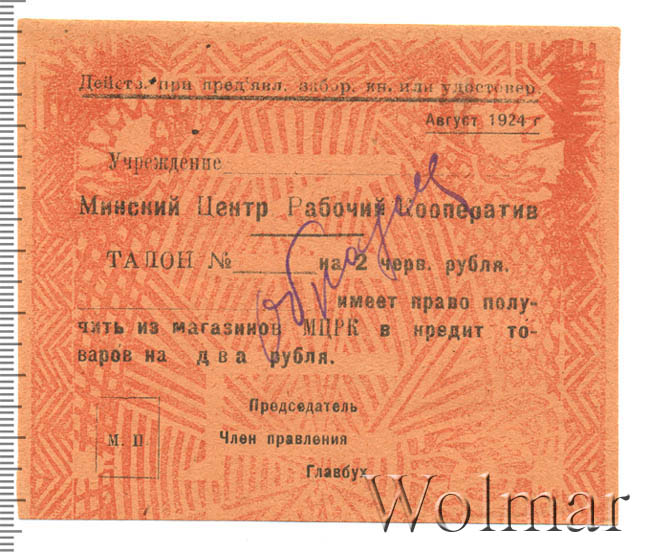 Действ. при пред'явл. забор. кн. или удостовер.
Август 1924 г
Учреждение
Минский Центр Рабочий Кооператив
ТАЛОН № на 2 черв. рубля.
имеет право полу-
чить из магазинов МЦРК в кредит то-
варов на два рубля.
Председатель
М. П Член правления
Главбух
образец
Wolmar